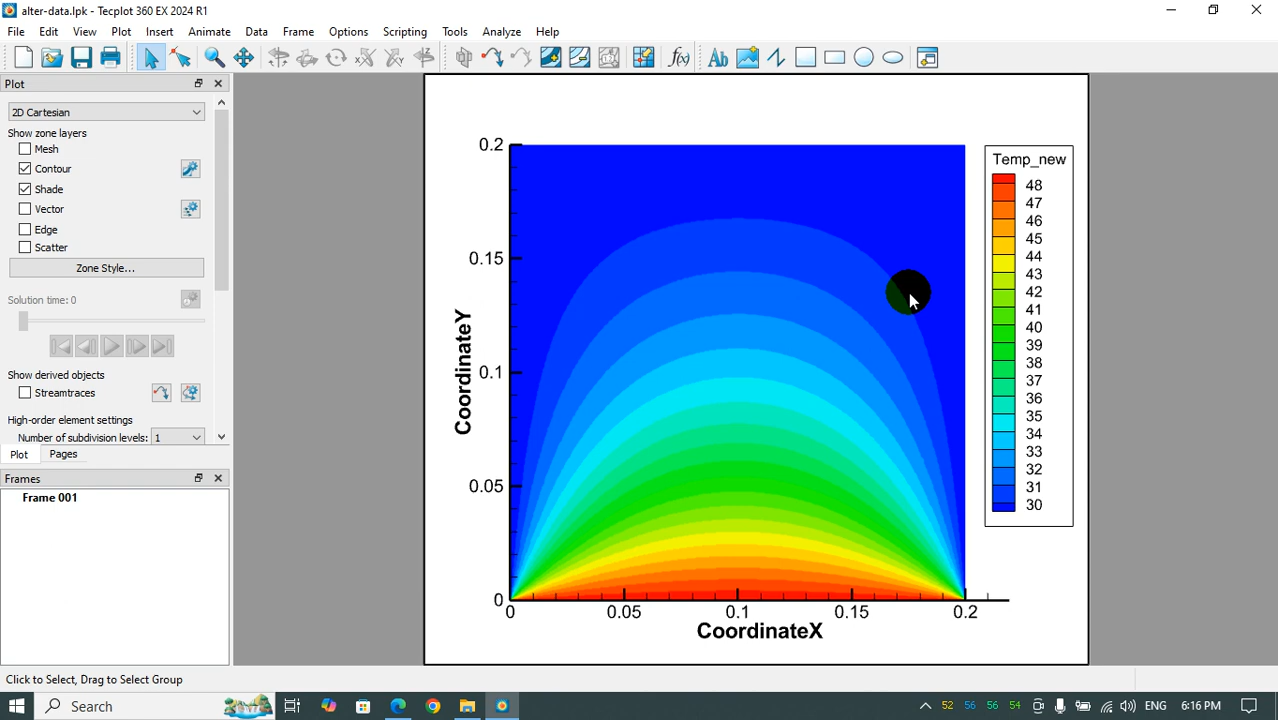 alter-data.lpk - Tecplot 360 EX 2024 R1
File Edit View Plot Insert Animate Data Frame Options Scripting Tools Analyze Help
Ab
f(x)
Plot
2D Cartesian
Show zone layers
Mesh
Contour
Shade
Vector
Edge
Scatter
Zone Style...
Solution time: 0
Show derived objects
Streamtraces
High-order element settings
Number of subdivision levels: 1
Plot Pages
Frames
Frame 001
0.2
0.15
0.1
0.05
0
CoordinateY
0 0.05 0.1 0.15 0.2
CoordinateX
Temp_new
48
47
46
45
44
43
42
41
40
39
38
37
36
35
34
33
32
31
30
Click to Select, Drag to Select Group
Search
52 56 56 54 ENG 6:16 PM